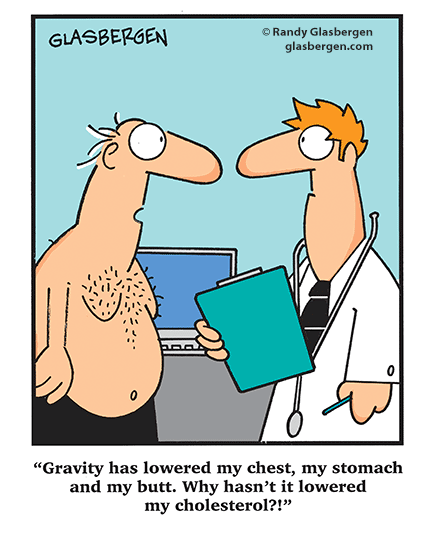 GLASBERGEN
© Randy Glasbergen
glasbergen.com
“Gravity has lowered my chest, my stomach
and my butt. Why hasn’t it lowered
my cholesterol?!”